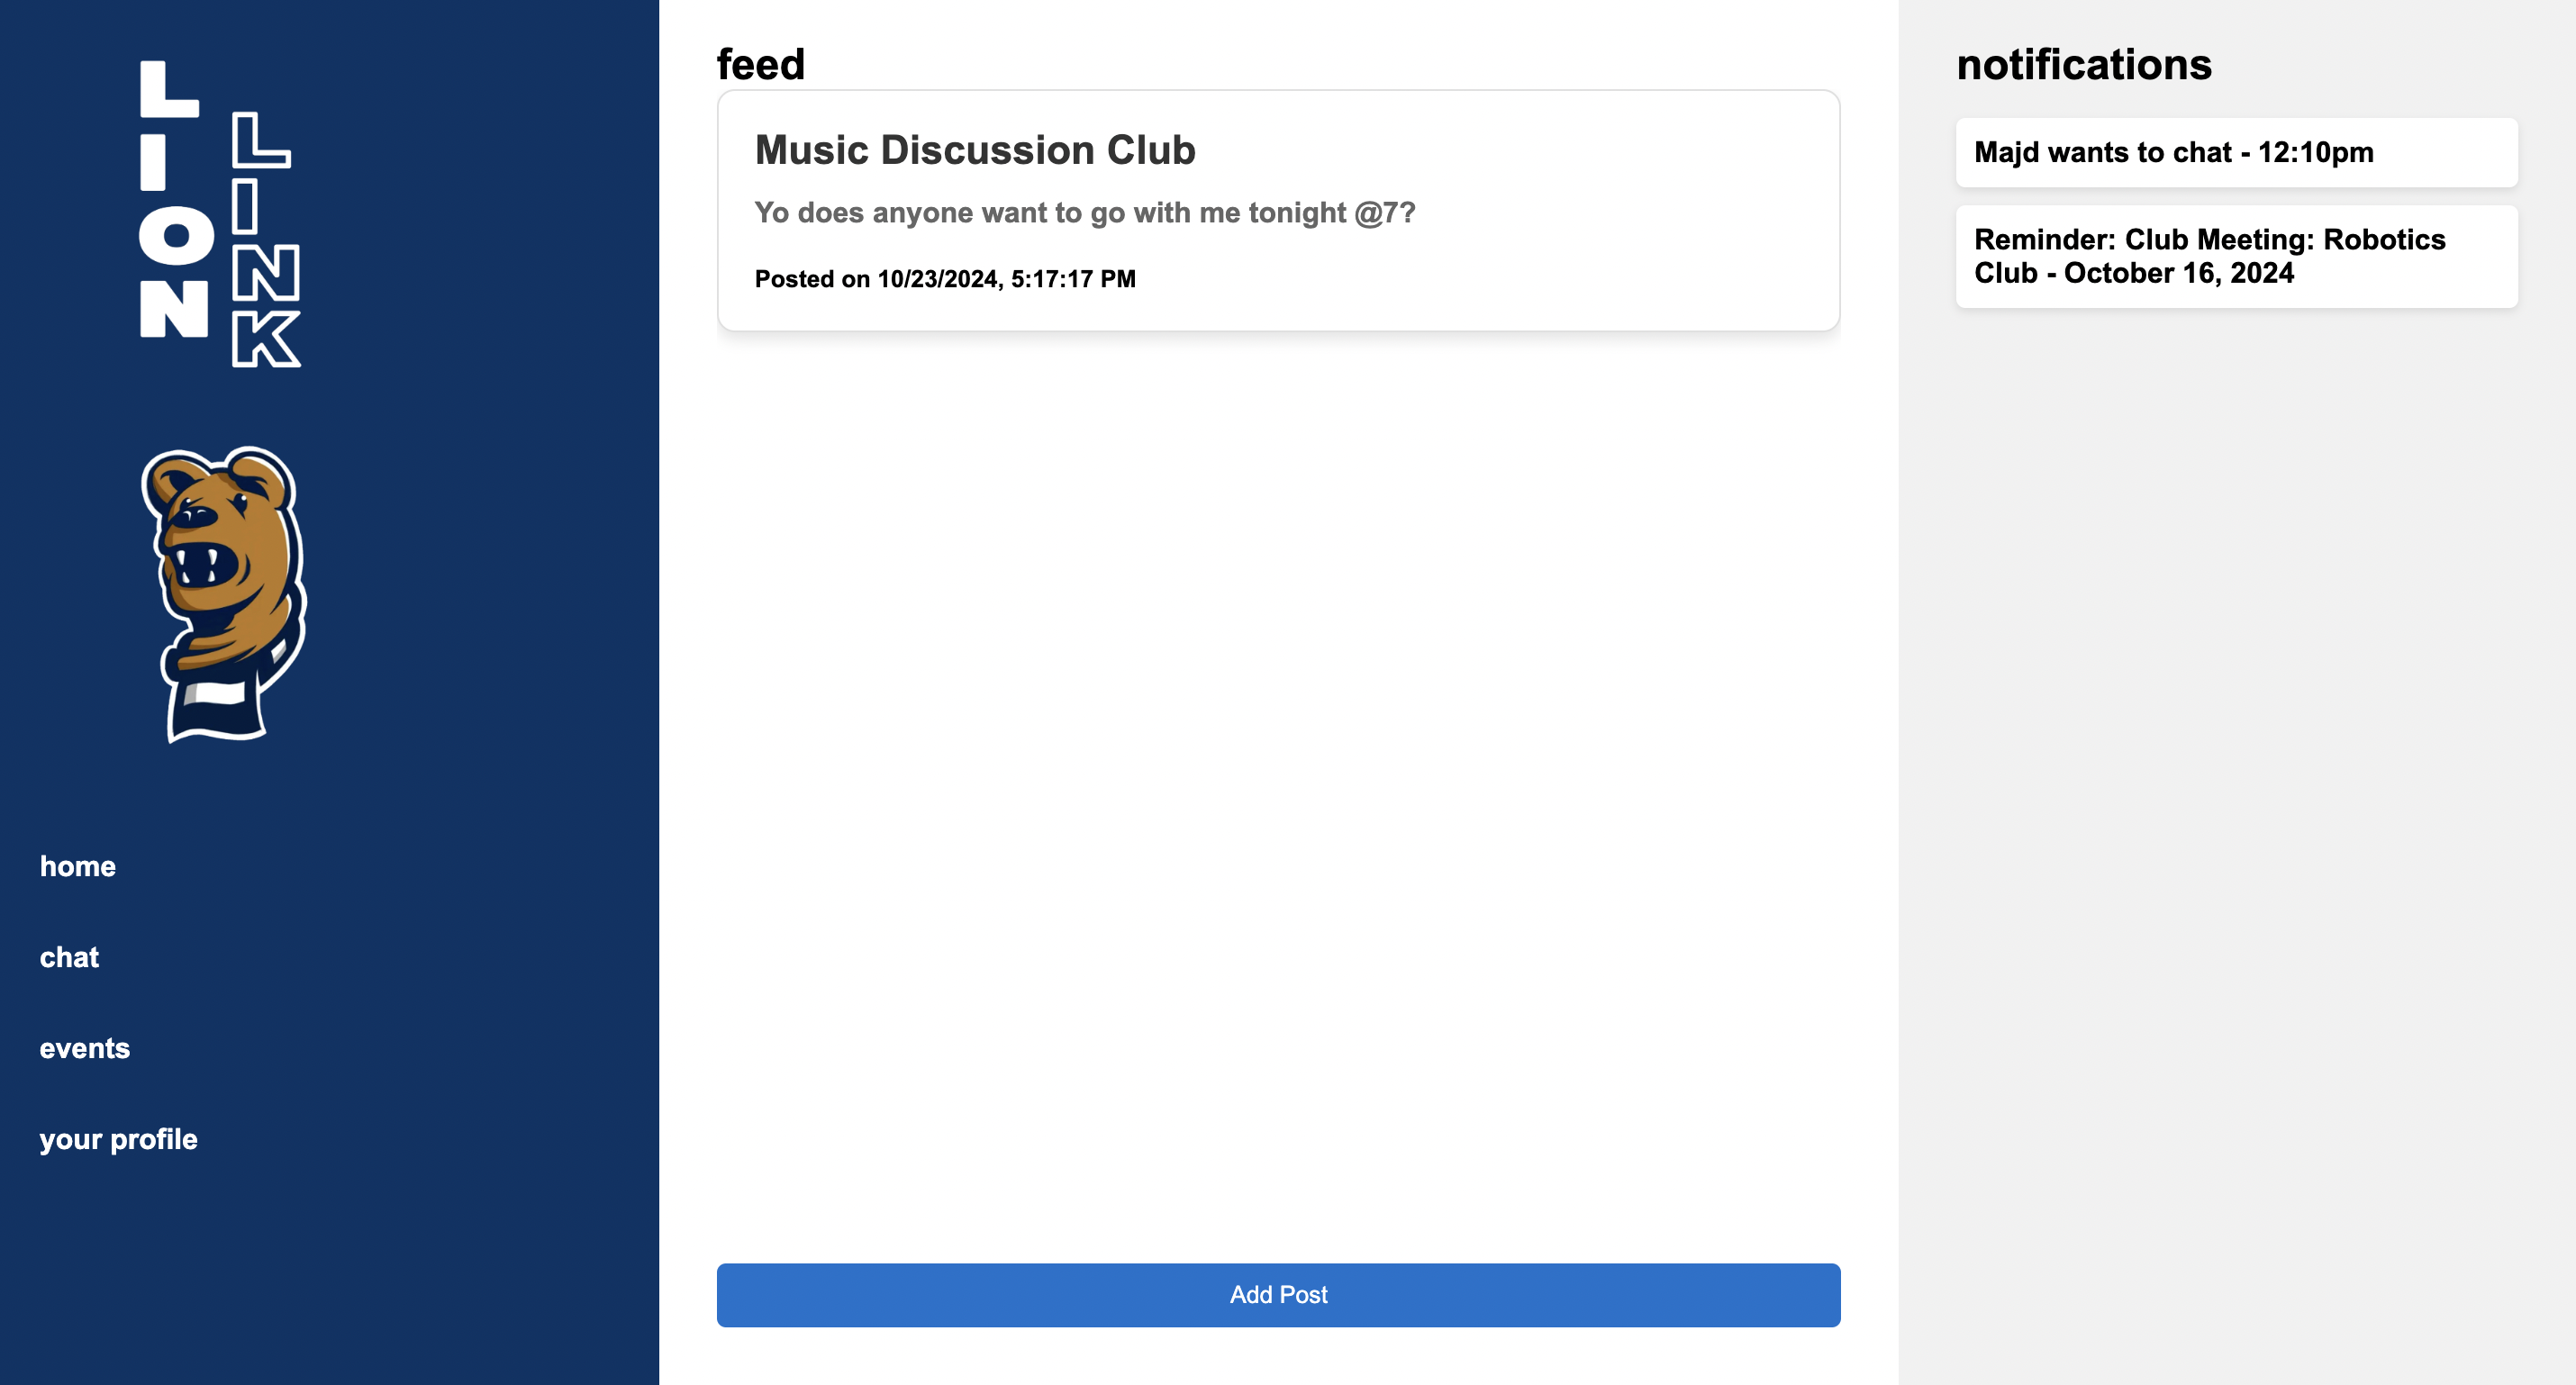 LION
LINK
home
chat
events
your profile
feed
Music Discussion Club
Yo does anyone want to go with me tonight @7?
Posted on 10/23/2024, 5:17:17 PM
Add Post
notifications
Majd wants to chat - 12:10pm
Reminder: Club Meeting: Robotics
Club - October 16, 2024